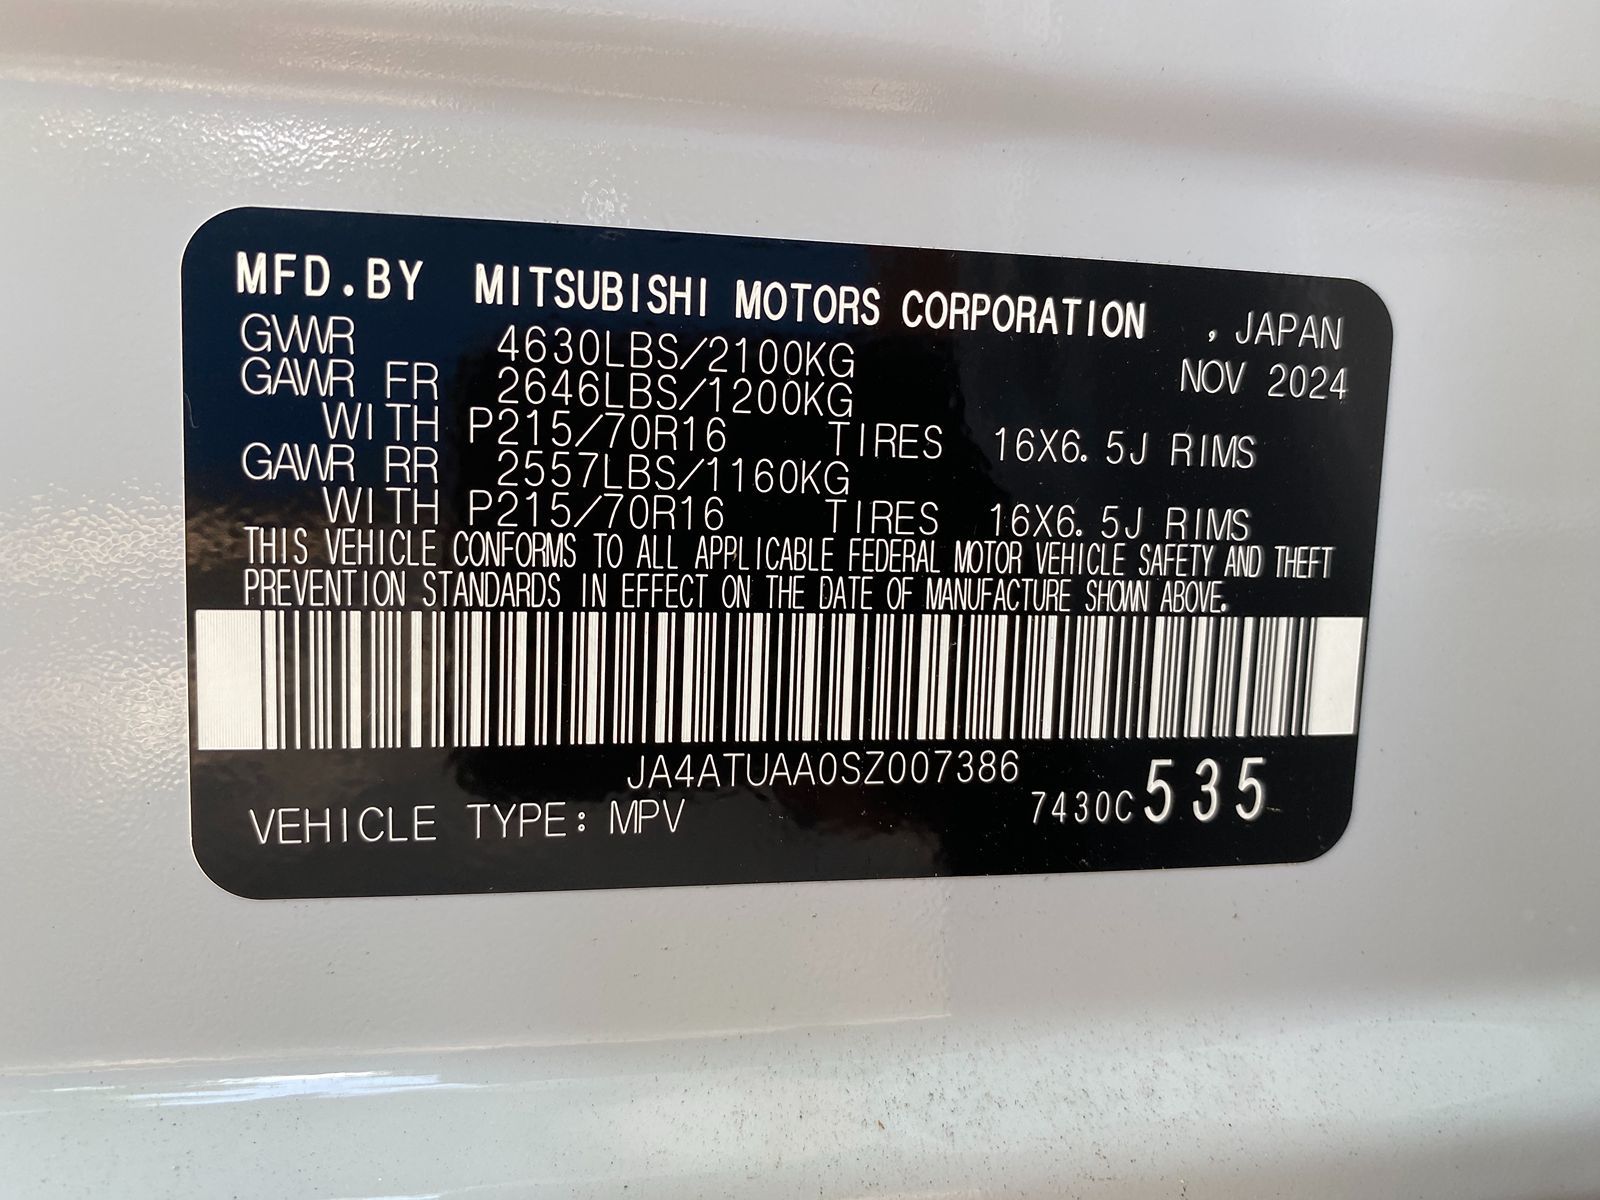 MFD.BY MITSUBISHI MOTORS CORPORATION , JAPAN
GVWR 4630LBS/2100KG NOV 2024
GAWR FR 2646LBS/1200KG
WITH P215/70R16 TIRES 16X6.5J RIMS
GAWR RR 2557LBS/1160KG
WITH P215/70R16 TIRES 16X6.5J RIMS
THIS VEHICLE CONFORMS TO ALL APPLICABLE FEDERAL MOTOR VEHICLE SAFETY AND THEFT
PREVENTION STANDARDS IN EFFECT ON THE DATE OF MANUFACTURE SHOWN ABOVE.
JA4ATUAA0SZ007386
VEHICLE TYPE: MPV 7430C 535